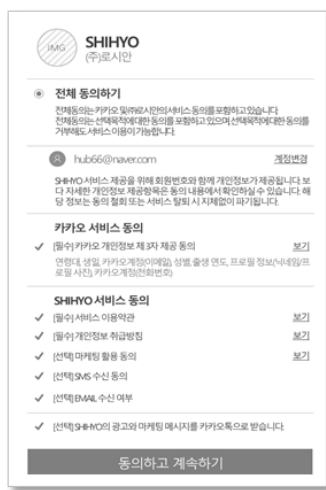 IMG
SHIHYO
(주)로시안
전체 동의하기
전체동의는 카카오 및 ㈜로시안의 서비스 동의를 포함하고 있습니다
전체동의는 선택목적에 대한 동의를 포함하고 있으며 선택목적에 대한 동의를
거부해도 서비스 이용이 가능합니다.
R hub66@naver.com 계정변경
SHIHYO 서비스 제공을 위해 회원번호와 함께 개인정보가 제공됩니다. 보
다 자세한 개인정보 제공항목은 동의 내용에서 확인하실 수 있습니다. 해
당 정보는 동의 철회 또는 서비스 탈퇴 시 지체없이 파기됩니다.
카카오 서비스 동의
[필수] 카카오 개인정보 제 3자 제공 동의 보기
연령대, 생일, 카카오계정(이메일), 성별, 출생 연도, 프로필 정보(닉네임/프
로필 사진), 카카오계정(전화번호)
SHIHYO 서비스 동의
[필수] 서비스 이용약관 보기
[필수] 개인정보 취급방침 보기
[선택] 마케팅 활용 동의 보기
[선택] SMS 수신 동의
[선택] EMAIL 수신 여부
[선택] SHIHYO의 광고와 마케팅 메시지를 카카오톡으로 받습니다.
동의하고 계속하기